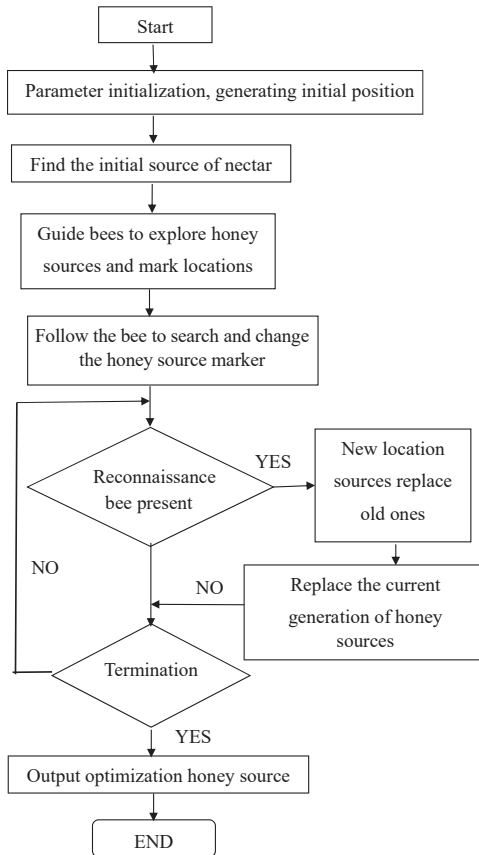 Start
Parameter initialization, generating initial position
Find the initial source of nectar
Guide bees to explore honey
sources and mark locations
Follow the bee to search and change
the honey source marker
Reconnaissance
bee present
YES
New location
sources replace
old ones
NO
NO
Replace the current
generation of honey
sources
Termination
YES
Output optimization honey source
END